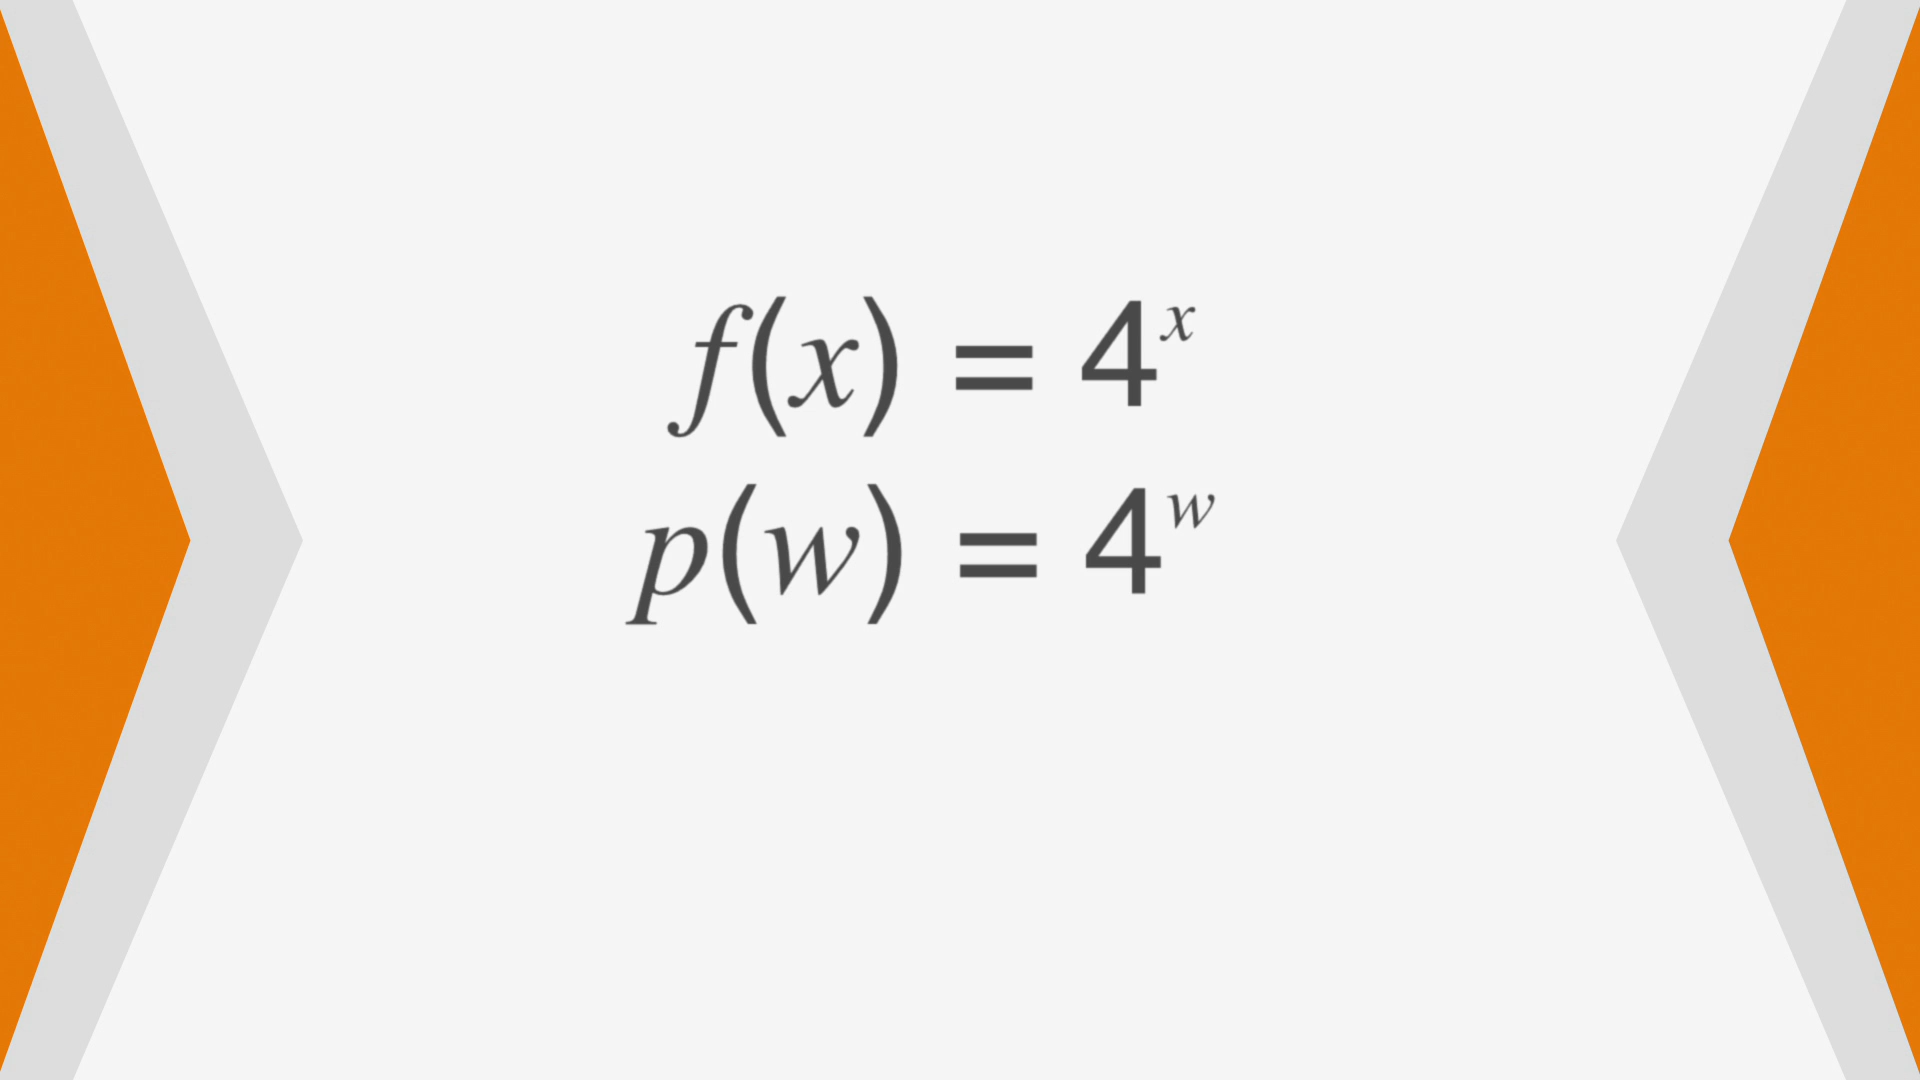 f(x) = 4^x
p(w) = 4^w